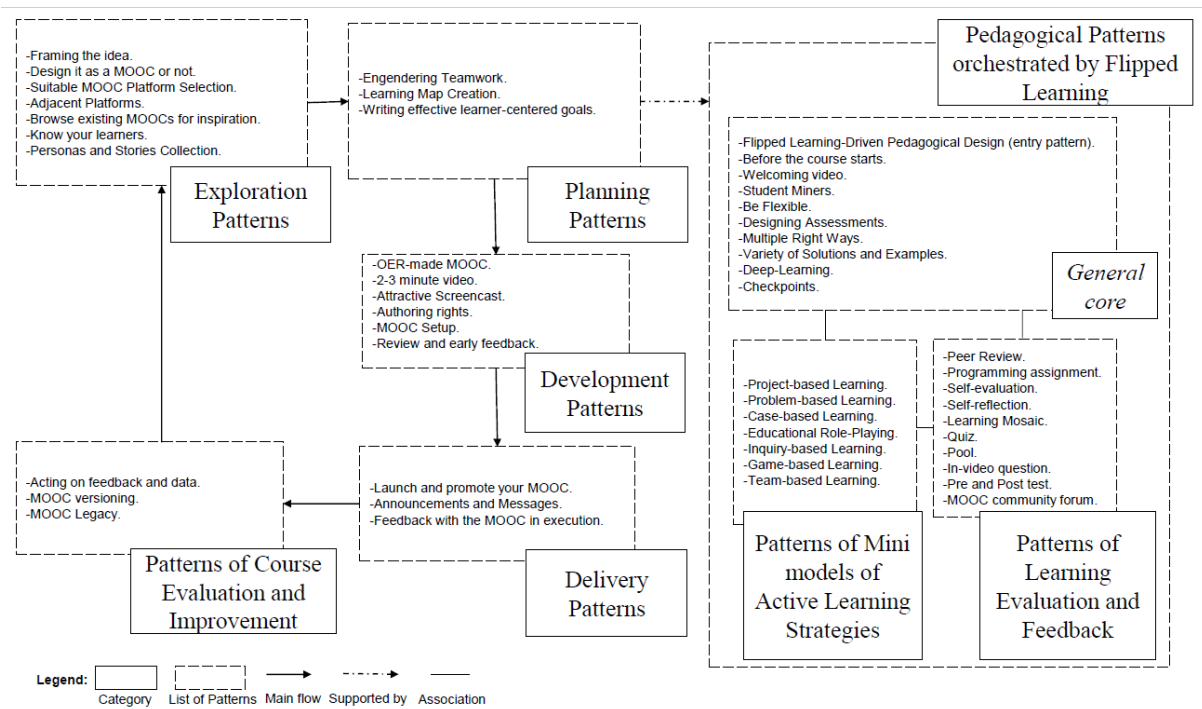 -Framing the idea.
-Design it as a MOOC or not.
-Suitable MOOC Platform Selection.
-Adjacent Platforms.
-Browse existing MOOCs for inspiration.
-Know your learners.
-Personas and Stories Collection.
Exploration
Patterns
-Engendering Teamwork.
-Learning Map Creation.
-Writing effective learner-centered goals.
Planning
Patterns
Pedagogical Patterns
orchestrated by Flipped
Learning
-Flipped Learning-Driven Pedagogical Design (entry pattern).
-Before the course starts.
-Welcoming video.
-Student Miners.
-Be Flexible.
-Designing Assessments.
-Multiple Right Ways.
-Variety of Solutions and Examples.
-Deep-Learning.
-Checkpoints.
General
core
-OER-made MOOC.
-2-3 minute video.
-Attractive Screencast.
-Authoring rights.
-MOOC Setup.
-Review and early feedback.
Development
Patterns
-Project-based Learning.
-Problem-based Learning.
-Case-based Learning.
-Educational Role-Playing.
-Inquiry-based Learning.
-Game-based Learning.
-Team-based Learning.
Patterns of Mini
models of
Active Learning
Strategies
-Peer Review.
-Programming assignment.
-Self-evaluation.
-Self-reflection.
-Learning Mosaic.
-Quiz.
-Pool.
-In-video question.
-Pre and Post test.
-MOOC community forum.
Patterns of
Learning
Evaluation and
Feedback
-Acting on feedback and data.
-MOOC versioning.
-MOOC Legacy.
Patterns of Course
Evaluation and
Improvement
-Launch and promote your MOOC.
-Announcements and Messages.
-Feedback with the MOOC in execution.
Delivery
Patterns
Legend:
Category
List of Patterns
Main flow
Supported by
Association